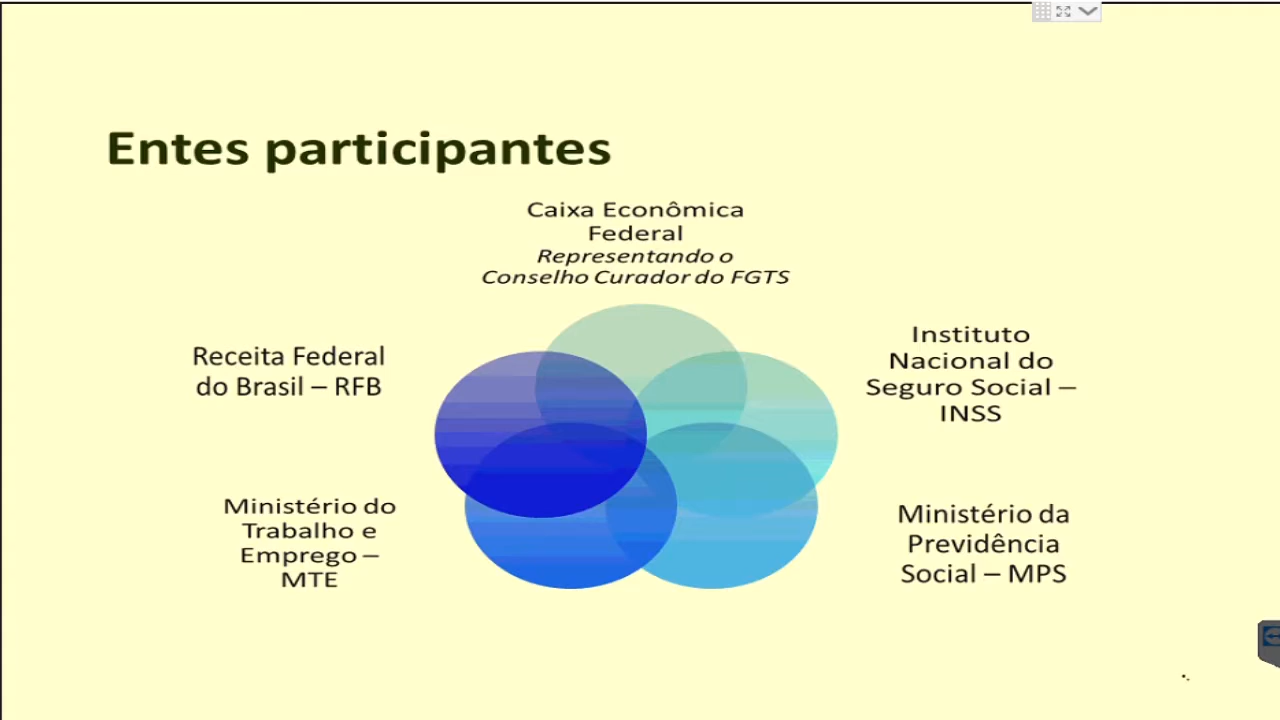 Entes participantes
Caixa Econômica
Federal
Representando o
Conselho Curador do FGTS
Instituto
Nacional do
Seguro Social –
INSS
Receita Federal
do Brasil – RFB
Ministério do
Trabalho e
Emprego –
MTE
Ministério da
Previdência
Social – MPS